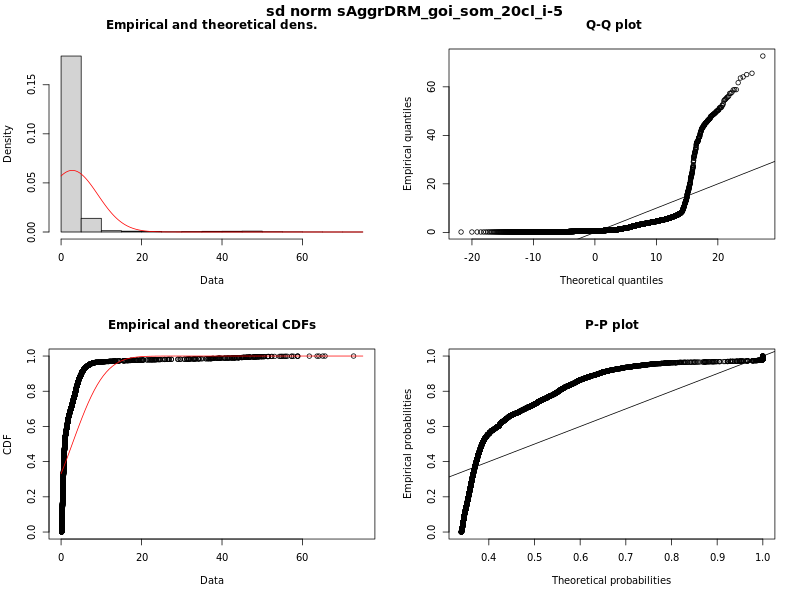 sd norm sAggrDRM_goi_som_20cl_i-5
Empirical and theoretical dens.
Density
0.00 0.05 0.10 0.15
0 20 40 60
Data
Q-Q plot
Empirical quantiles
0 20 40 60
-20 -10 0 10 20
Theoretical quantiles
Empirical and theoretical CDFs
CDF
0.0 0.2 0.4 0.6 0.8 1.0
0 20 40 60
Data
P-P plot
Empirical probabilities
0.0 0.2 0.4 0.6 0.8 1.0
0.4 0.5 0.6 0.7 0.8 0.9 1.0
Theoretical probabilities